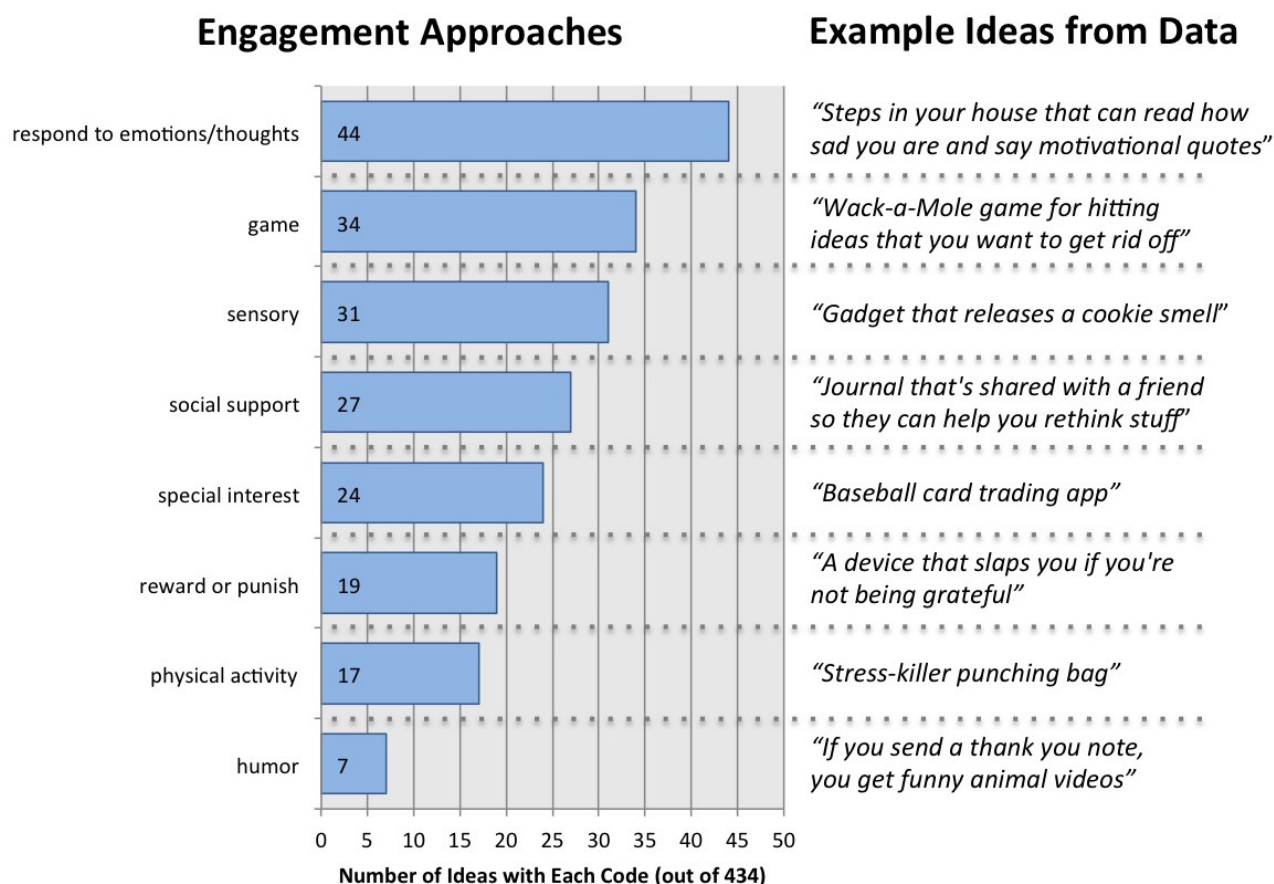 Engagement Approaches
Example Ideas from Data
respond to emotions/thoughts
44
“Steps in your house that can read how
sad you are and say motivational quotes”
game
34
“Wack-a-Mole game for hitting
ideas that you want to get rid off”
sensory
31
“Gadget that releases a cookie smell”
social support
27
“Journal that's shared with a friend
so they can help you rethink stuff”
special interest
24
“Baseball card trading app”
reward or punish
19
“A device that slaps you if you're
not being grateful”
physical activity
17
“Stress-killer punching bag”
humor
7
“If you send a thank you note,
you get funny animal videos”
0 5 10 15 20 25 30 35 40 45 50
Number of Ideas with Each Code (out of 434)